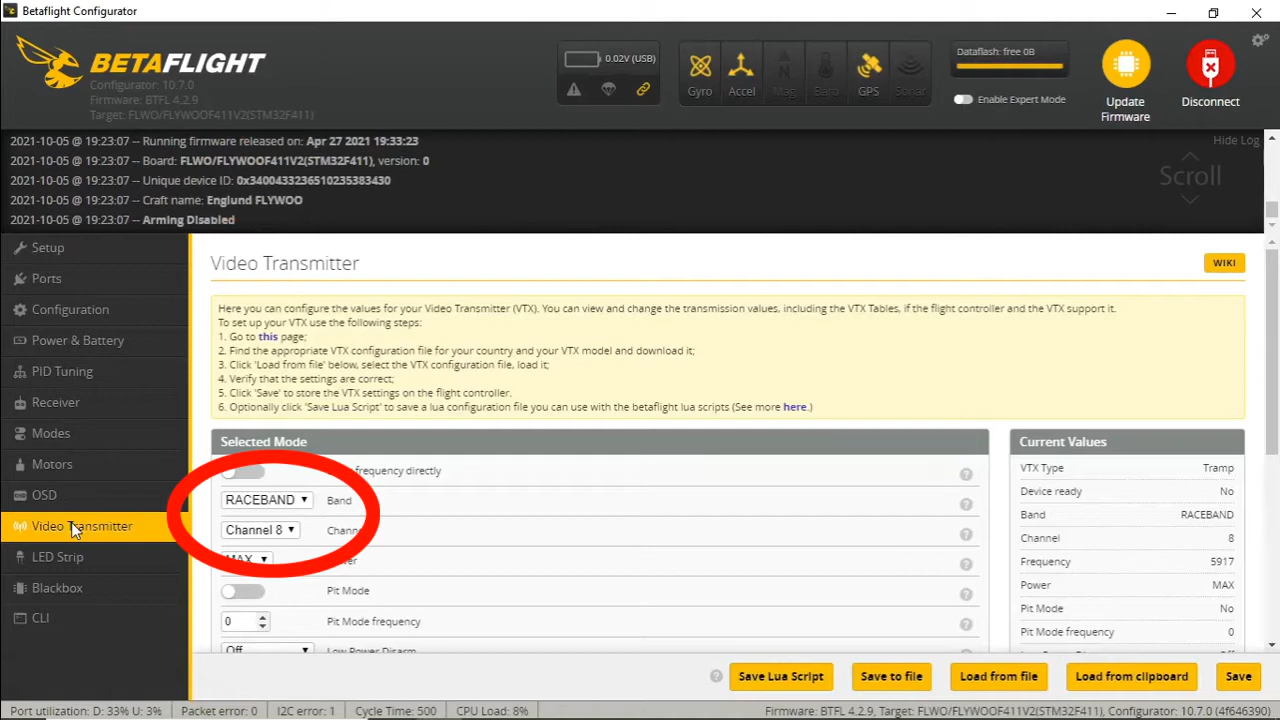 Betaflight Configurator
BETAFLIGHT
Configurator: 10.7.0
Firmware: BTFL 4.2.9
Target: FLWO/FLYWOOF411V2(STM32F411)
0.02V (USB)
Gyro
Accel
Mag
Baro
GPS
Sonar
Dataflash: free 0B
Enable Expert Mode
Update
Firmware
Disconnect
2021-10-05 @ 19:23:07 -- Running firmware released on: Apr 27 2021 19:33:23
2021-10-05 @ 19:23:07 -- Board: FLWO/FLYWOOF411V2(STM32F411), version: 0
2021-10-05 @ 19:23:07 -- Unique device ID: 0x3400433236510235383430
2021-10-05 @ 19:23:07 -- Craft name: Englund FLYWOO
2021-10-05 @ 19:23:07 -- Arming Disabled
Hide Log
Scroll
Setup
Ports
Configuration
Power & Battery
PID Tuning
Receiver
Modes
Motors
OSD
Video Transmitter
LED Strip
Blackbox
CLI
Video Transmitter
WIKI
Here you can configure the values for your Video Transmitter (VTX). You can view and change the transmission values, including the VTX Tables, if the flight controller and the VTX support it.
To set up your VTX use the following steps:
1. Go to this page;
2. Find the appropriate VTX configuration file for your country and your VTX model and download it;
3. Click 'Load from file' below, select the VTX configuration file, load it;
4. Verify that the settings are correct;
5. Click 'Save' to store the VTX settings on the flight controller.
6. Optionally click 'Save Lua Script' to save a lua configuration file you can use with the betaflight lua scripts (See more here.)
Selected Mode
frequency directly
RACEBAND Band
Channel 8
MAX
Pit Mode
0 Pit Mode frequency
Off Low Power Disarm
Current Values
VTX Type Tramp
Device ready No
Band RACEBAND
Channel 8
Frequency 5917
Power MAX
Pit Mode No
Pit Mode frequency 0
Save Lua Script
Save to file
Load from file
Load from clipboard
Save
Port utilization: D: 33% U: 3%
Packet error: 0
I2C error: 1
Cycle Time: 500
CPU Load: 8%
Firmware: BTFL 4.2.9, Target: FLWO/FLYWOOF411V2(STM32F411), Configurator: 10.7.0 (4f646390)